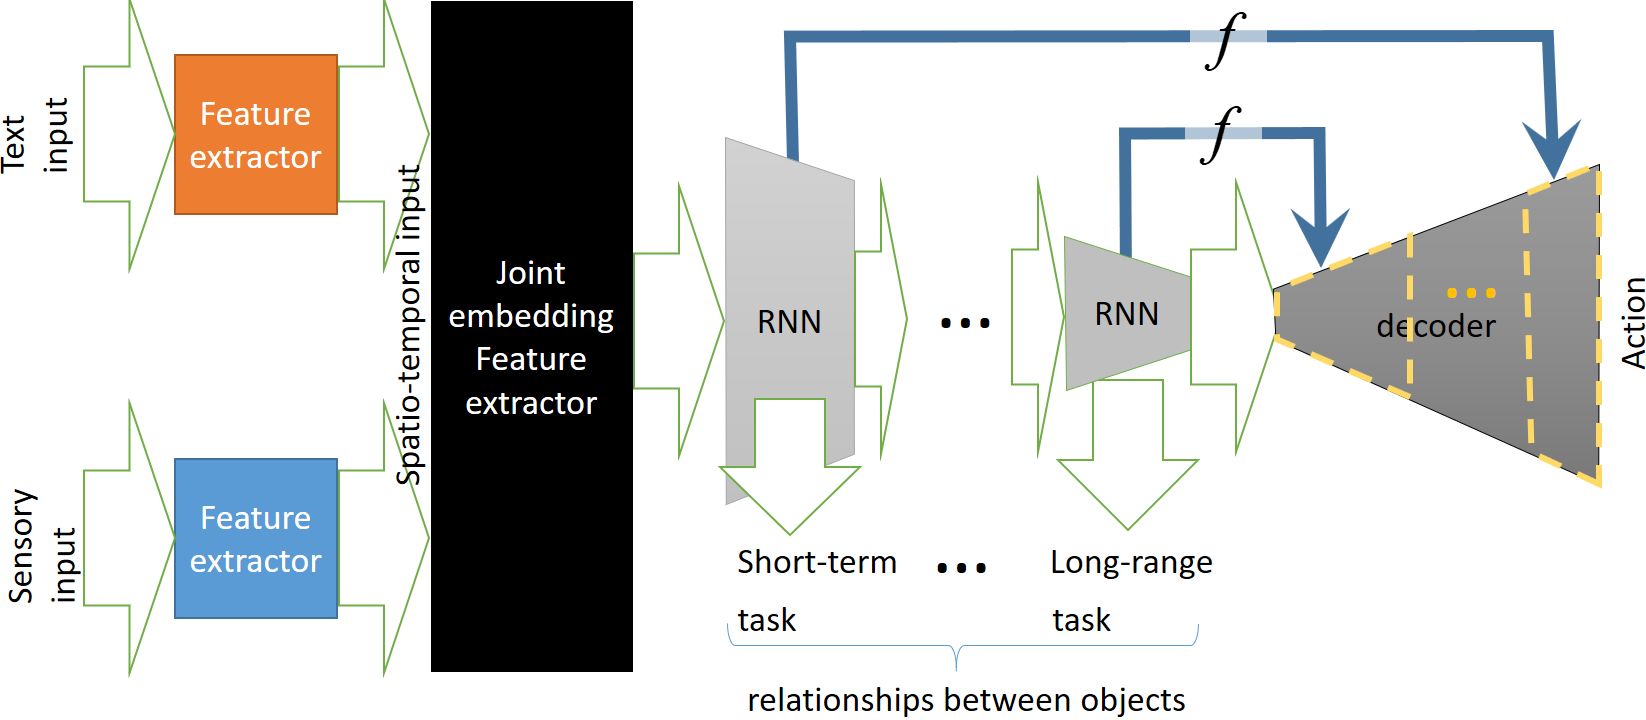 Text
input
Feature
extractor
Sensory
input
Feature
extractor
Spatio-temporal input
Joint
embedding
Feature
extractor
RNN
...
RNN
f
f
...
decoder
Action
Short-term
task
...
Long-range
task
relationships between objects